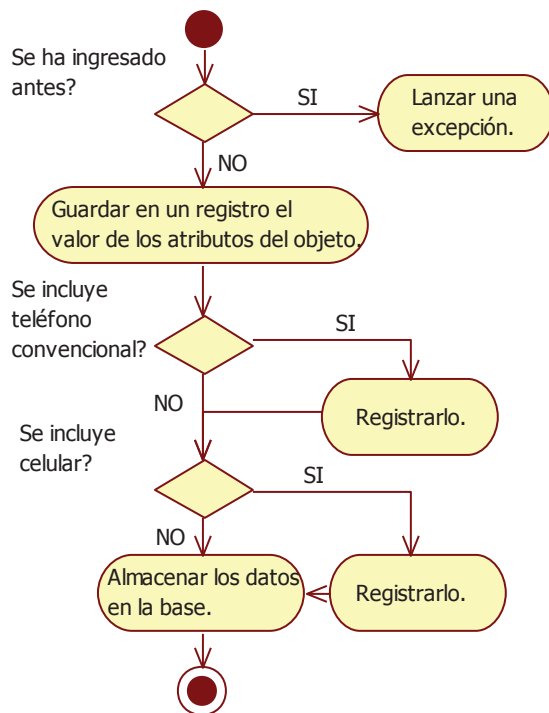 Se ha ingresado
antes?
SI
Lanzar una
excepción.
NO
Guardar en un registro el
valor de los atributos del objeto.
Se incluye
teléfono
convencional?
SI
NO
Registrarlo.
Se incluye
celular?
SI
NO
Almacenar los datos
en la base.
Registrarlo.